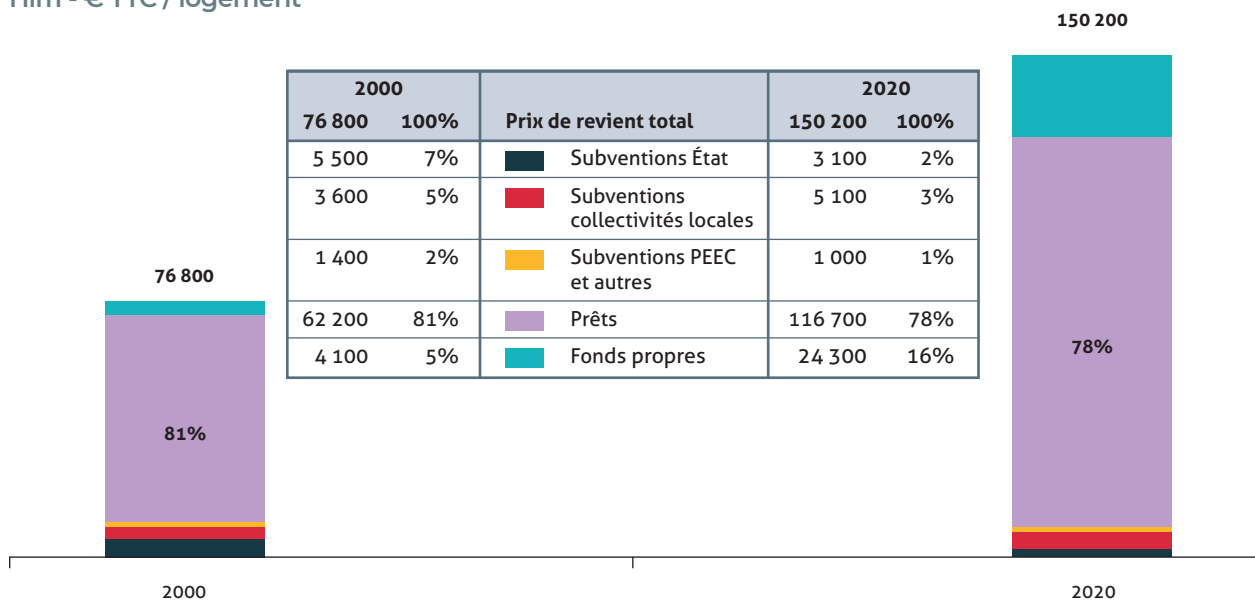 Hlm - € TTC / logement
150 200
2000 2020
76 800 100% Prix de revient total 150 200 100%
5 500 7% Subventions État 3 100 2%
3 600 5% Subventions 5 100 3%
collectivités locales
1 400 2% Subventions PEEC 1 000 1%
et autres
62 200 81% Prêts 116 700 78%
4 100 5% Fonds propres 24 300 16%
76 800
81%
78%
2000 2020